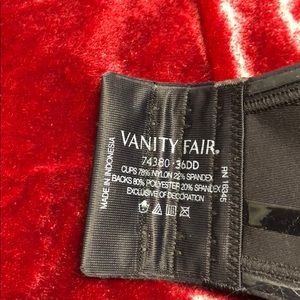 VANITY FAIR®
74380 36DD
CUPS 78% NYLON 22% SPANDEX
BACKS 80% POLYESTER 20% SPANDEX
EXCLUSIVE OF DECORATION
MADE IN INDONESIA